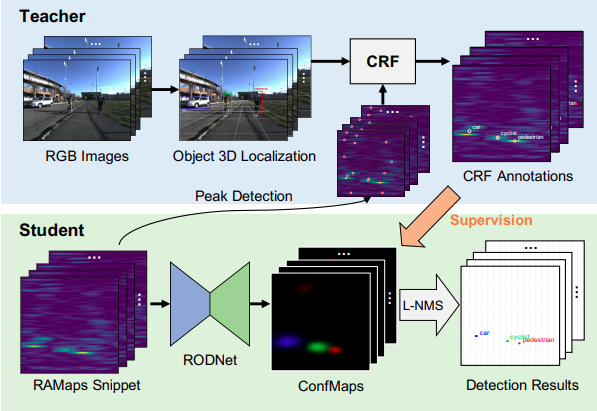 Teacher
CRF
car
cyclist
pedestrian
RGB Images
Object 3D Localization
CRF Annotations
Peak Detection
Student
Supervision
L-NMS
car
cyclist
pedestrian
RODNet
RAMaps Snippet
ConfMaps
Detection Results